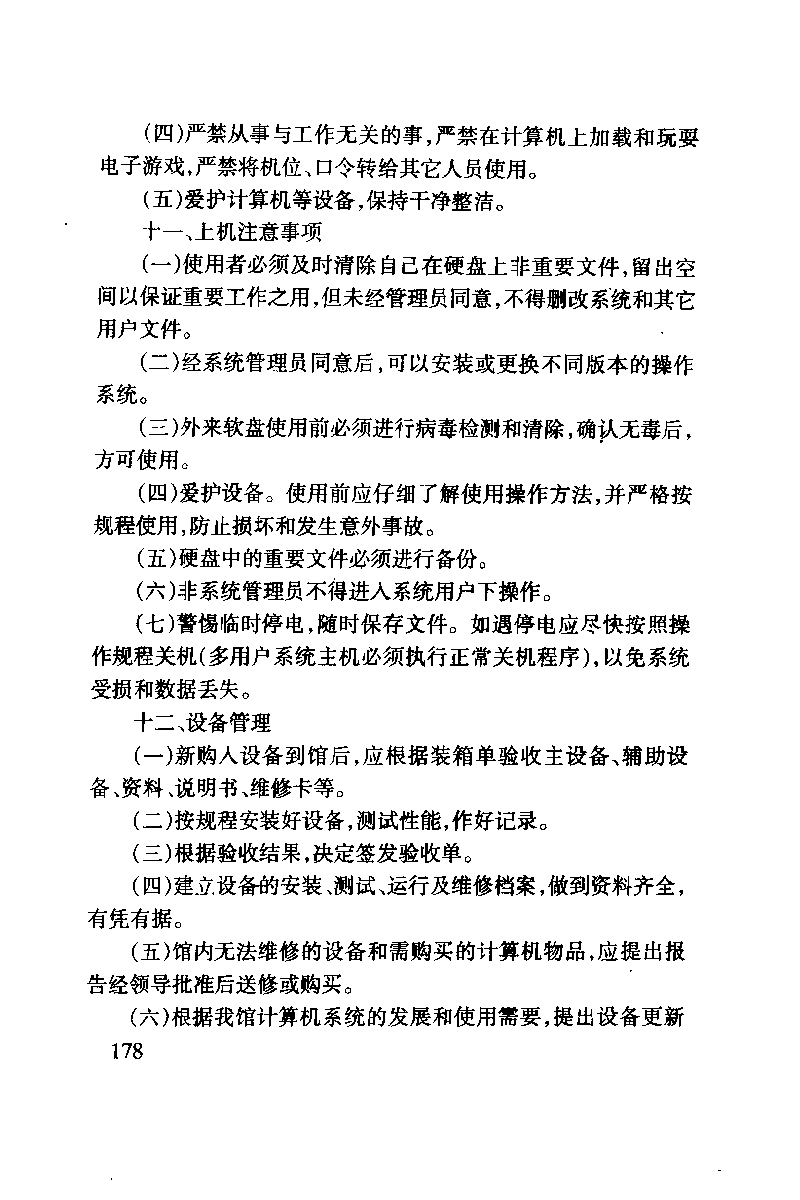 (四)严禁从事与工作无关的事,严禁在计算机上加载和玩耍
电子游戏,严禁将机位、口令转给其它人员使用。
(五)爱护计算机等设备,保持干净整洁。
十一、上机注意事项
(一)使用者必须及时清除自己在硬盘上非重要文件,留出空
间以保证重要工作之用,但未经管理员同意,不得删改系统和其它
用户文件。
(二)经系统管理员同意后,可以安装或更换不同版本的操作
系统。
(三)外来软盘使用前必须进行病毒检测和清除,确认无毒后,
方可使用。
(四)爱护设备。使用前应仔细了解使用操作方法,并严格按
规程使用,防止损坏和发生意外事故。
(五)硬盘中的重要文件必须进行备份。
(六)非系统管理员不得进入系统用户下操作。
(七)警惕临时停电,随时保存文件。如遇停电应尽快按照操
作规程关机(多用户系统主机必须执行正常关机程序),以免系统
受损和数据丢失。
十二、设备管理
(一)新购人设备到馆后,应根据装箱单验收主设备、辅助设
备、资料、说明书、维修卡等。
(二)按规程安装好设备,测试性能,作好记录。
(三)根据验收结果,决定签发验收单。
(四)建立设备的安装、测试、运行及维修档案,做到资料齐全,
有凭有据。
(五)馆内无法维修的设备和需购买的计算机物品,应提出报
告经领导批准后送修或购买。
(六)根据我馆计算机系统的发展和使用需要,提出设备更新
178